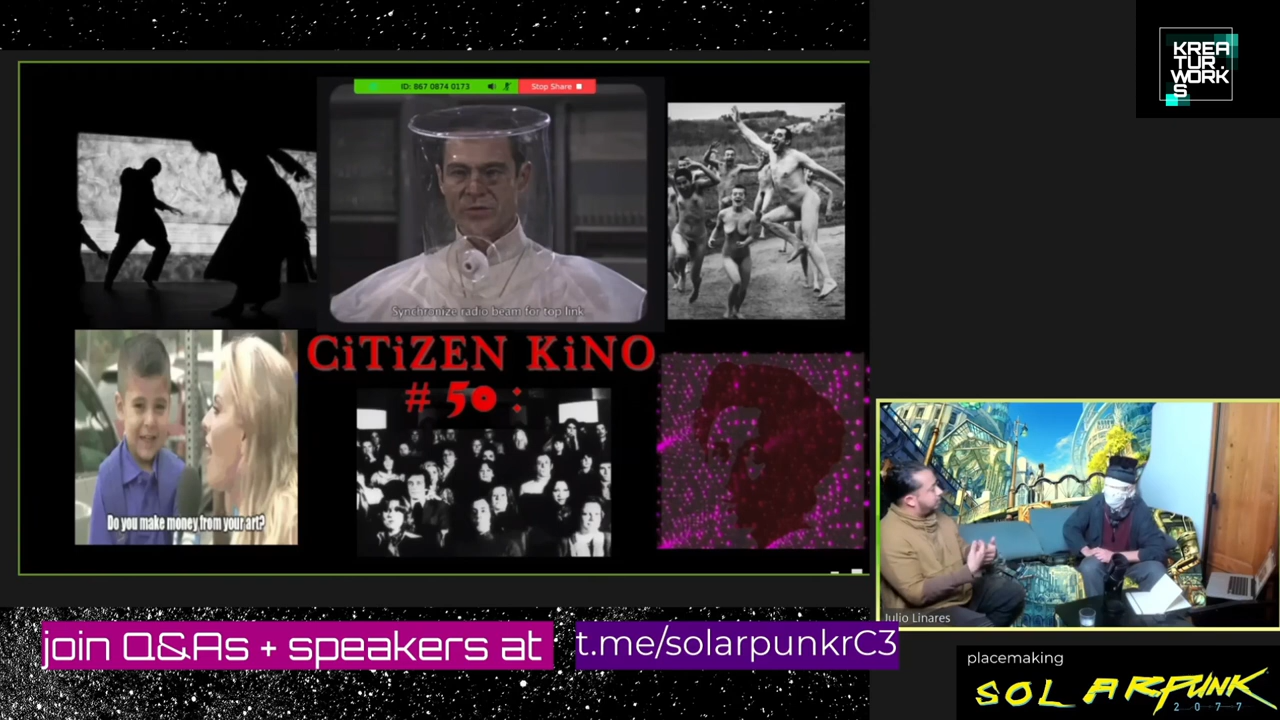 KREA
TUR.
WORK
S
ID: 867 0874 0173
Stop Share
Synchronize radio beam for top link.
CiTiZEN KiNO
# 50 :
Do you make money from your art?
Julio Linares
join Q&As + speakers at
t.me/solarpunkrC3
placemaking
SOLARPUNK
2077